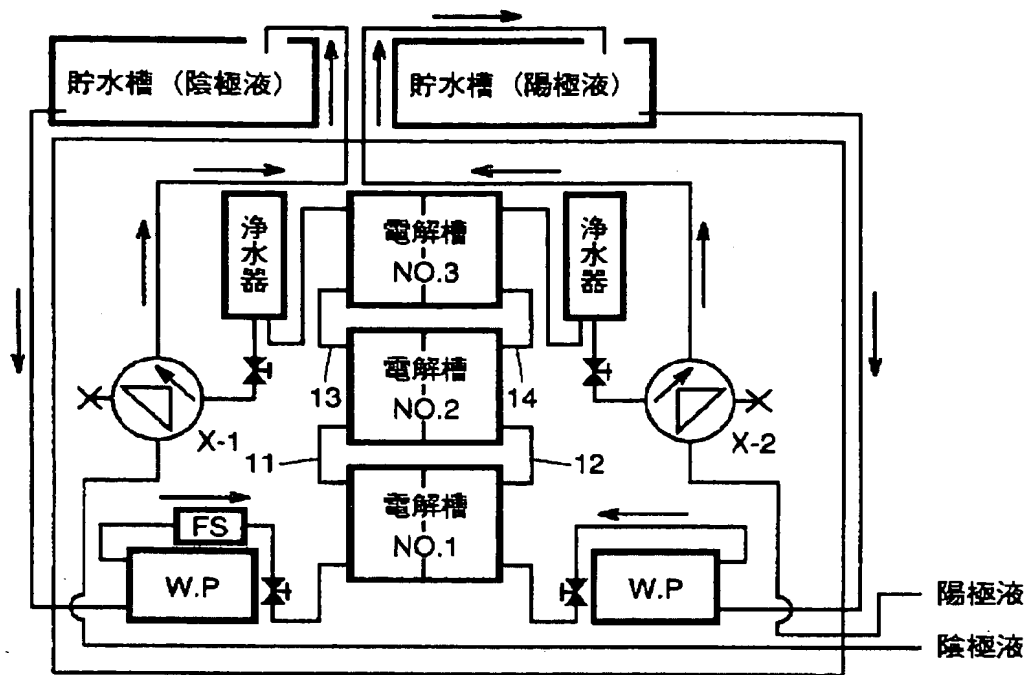 貯水槽（陰極液）
貯水槽（陽極液）
浄水器
電解槽
NO.3
浄水器
13
電解槽
NO.2
14
X-1
X-2
11
12
電解槽
NO.1
FS
W.P
W.P
陽極液
陰極液